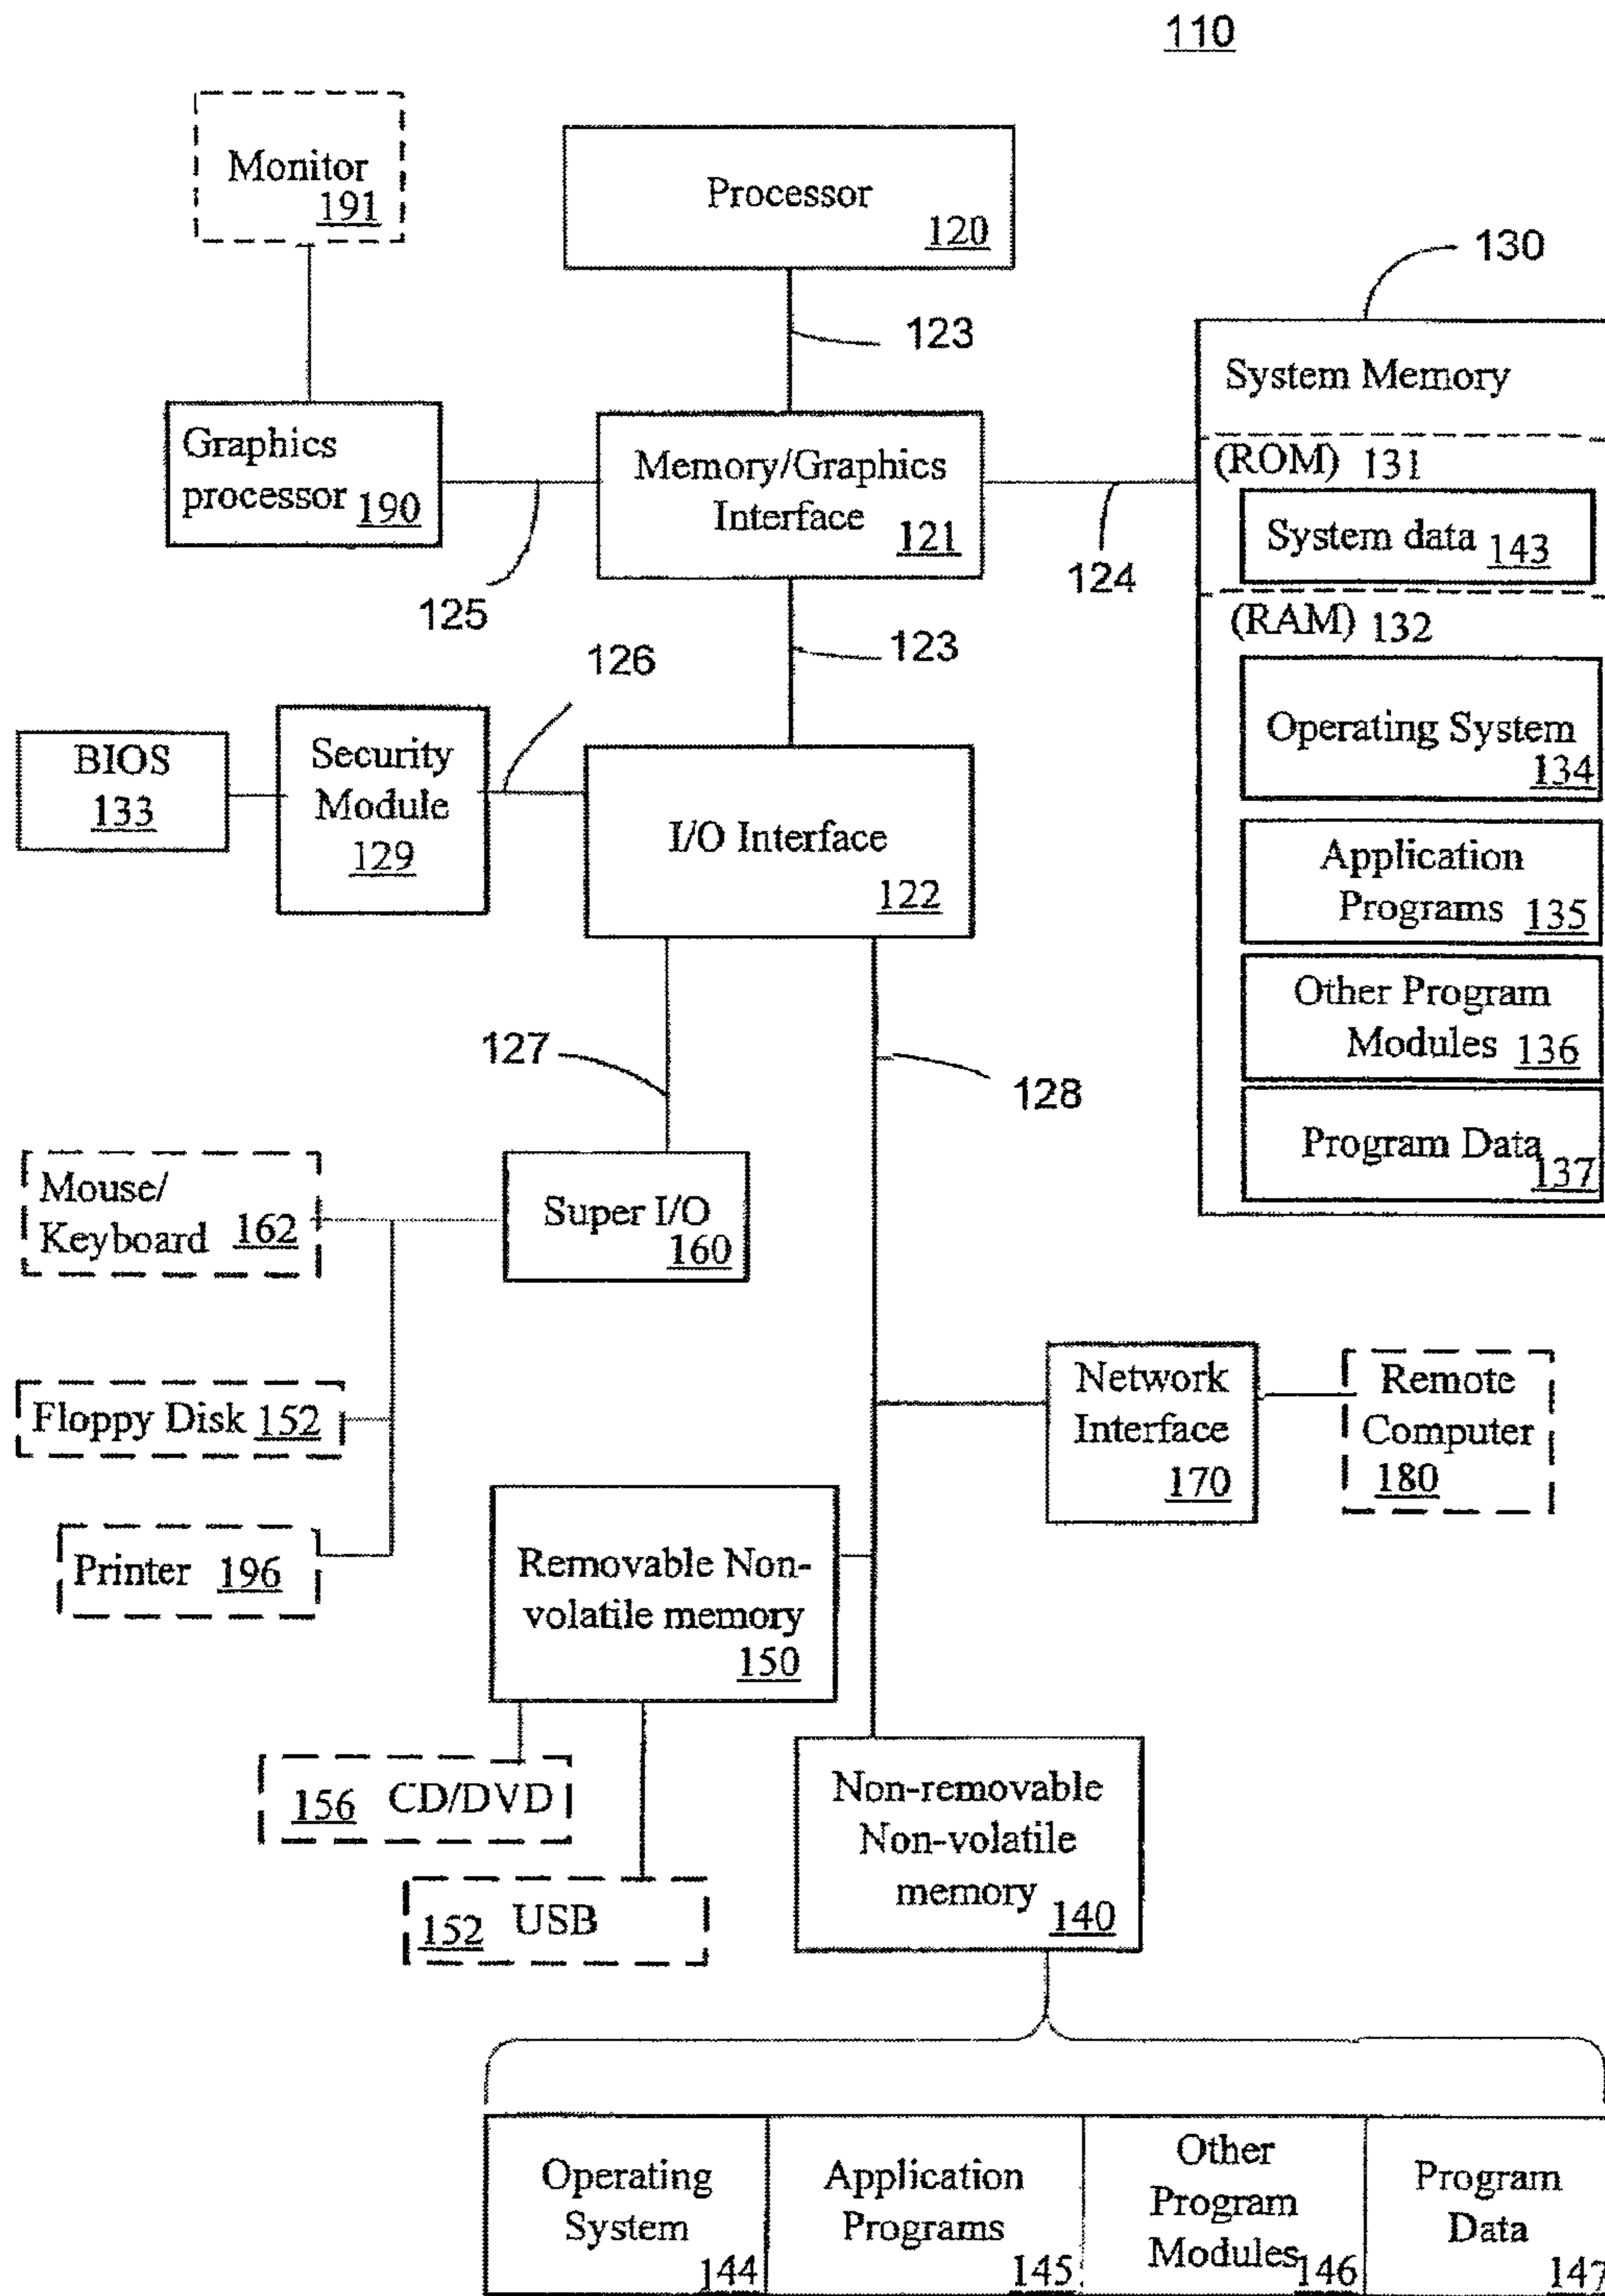 110
Monitor
191
Processor
120
123
130
System Memory
(ROM) 131
System data 143
(RAM) 132
Operating System
134
Application
Programs 135
Other Program
Modules 136
Program Data
137
Graphics
processor 190
Memory/Graphics
Interface
121
125
124
123
126
BIOS
133
Security
Module
129
I/O Interface
122
127
128
Mouse/
Keyboard 162
Super I/O
160
Floppy Disk 152
Printer 196
Network
Interface
170
Remote
Computer
180
Removable Non-
volatile memory
150
156 CD/DVD
152 USB
Non-removable
Non-volatile
memory
140
Operating
System
144
Application
Programs
145
Other
Program
Modules
146
Program
Data
147